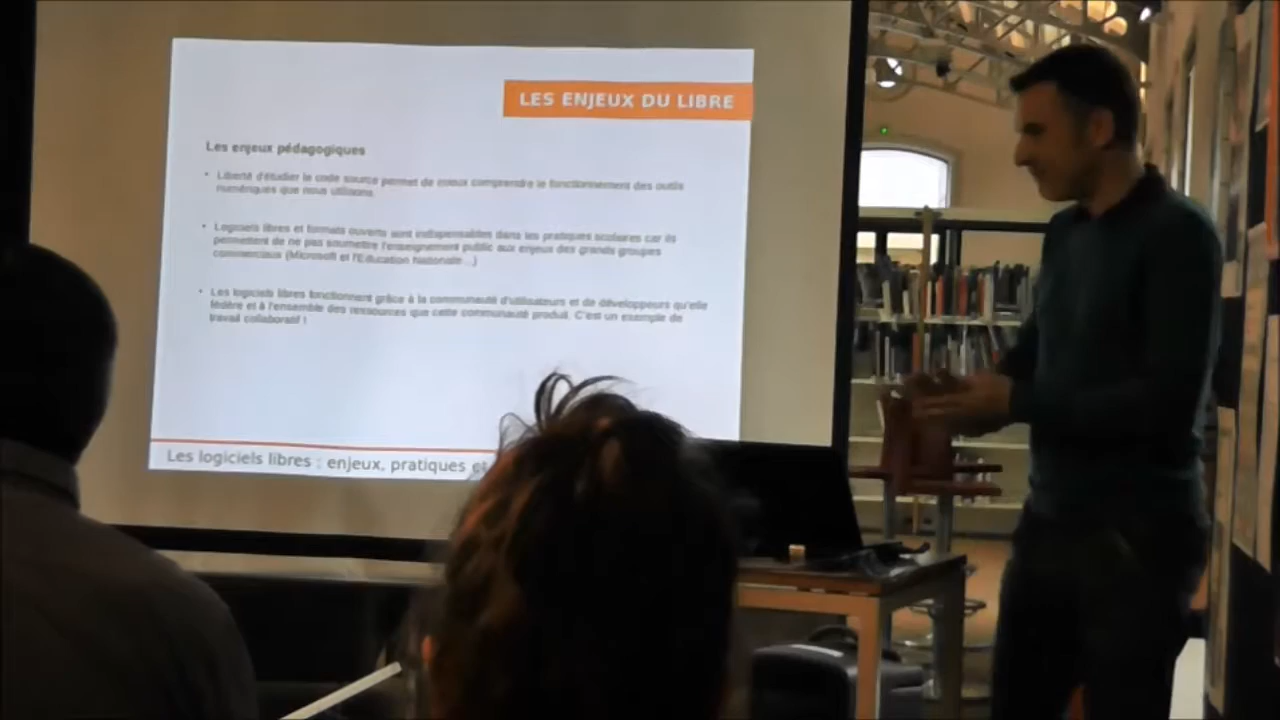 LES ENJEUX DU LIBRE
Les enjeux pédagogiques
• Liberté d'étudier le code source permet de mieux comprendre le fonctionnement des outils
numériques que nous utilisons.
• Logiciels libres et formats ouverts sont indispensables dans les pratiques scolaires car ils
permettent de ne pas soumettre l'enseignement public aux enjeux des grands groupes
commerciaux (Microsoft et l'Education Nationale...)
• Les logiciels libres fonctionnent grâce à la communauté d'utilisateurs et de développeurs qu'elle
fédère et à l'ensemble des ressources que cette communauté produit. C'est un exemple de
travail collaboratif !
Les logiciels libres : enjeux, pratiques et